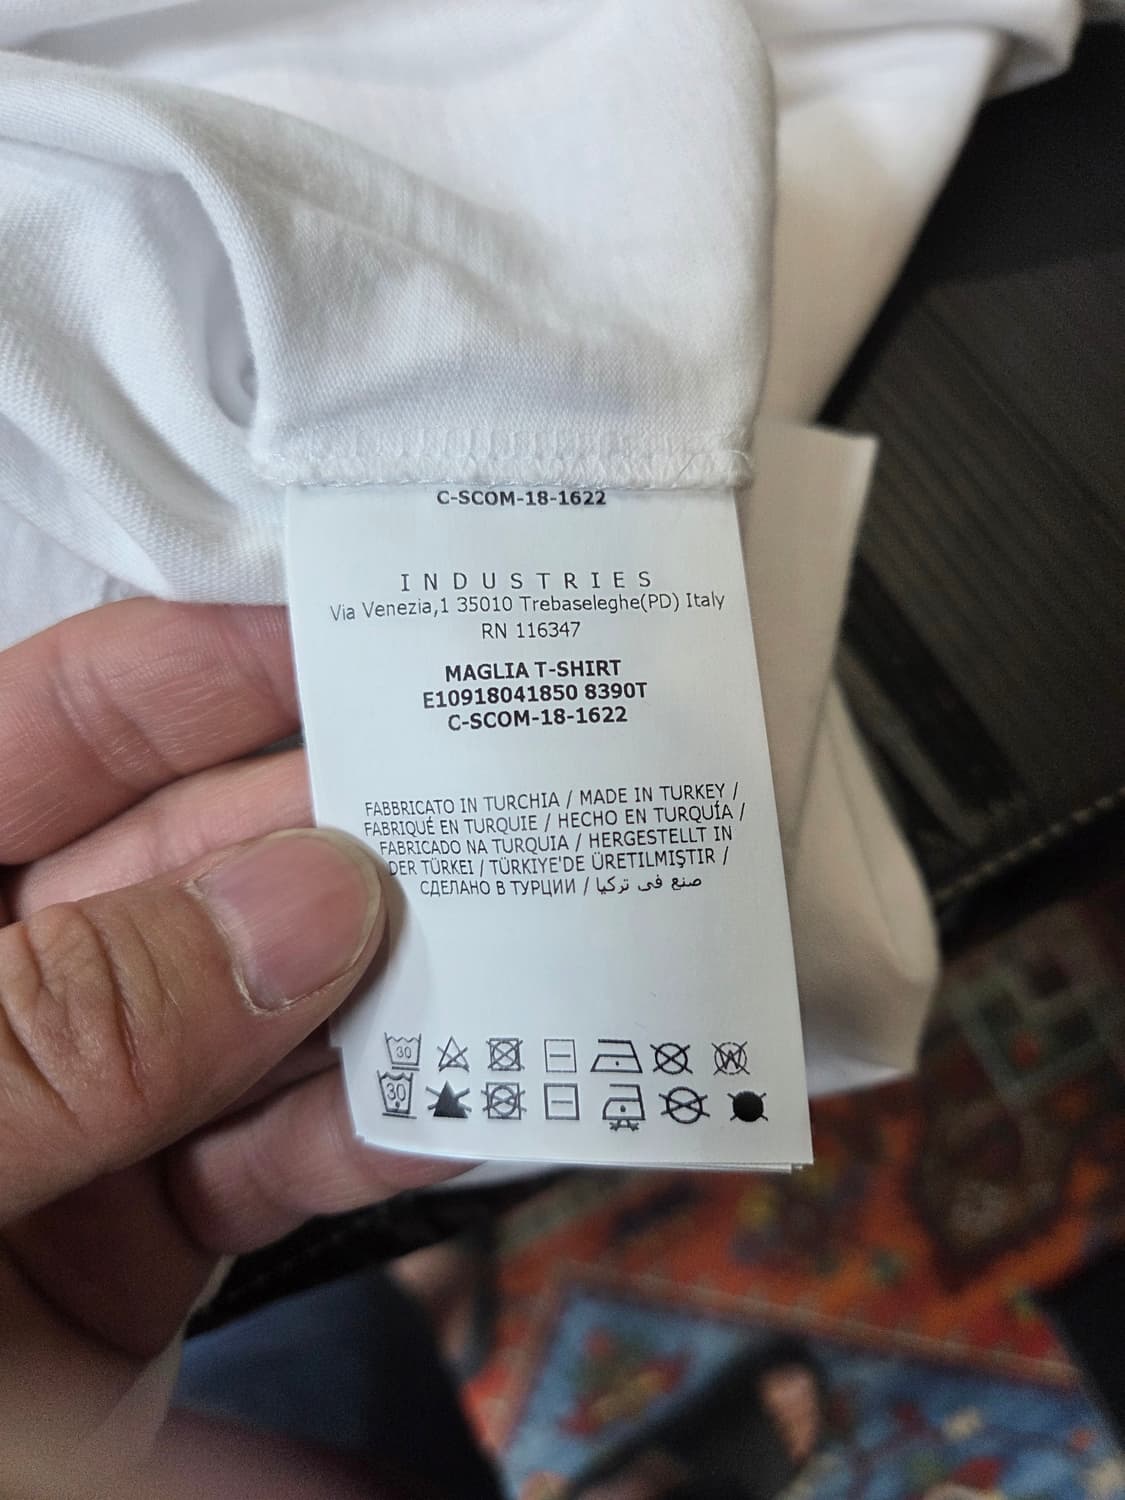 C-SCOM-18-1622
INDUSTRIES
Via Venezia,1 35010 Trebaseleghe(PD) Italy
RN 116347
MAGLIA T-SHIRT
E10918041850 8390T
C-SCOM-18-1622
FABBRICATO IN TURCHIA / MADE IN TURKEY /
FABRIQUÉ EN TURQUIE / HECHO EN TURQUÍA /
FABRICADO NA TURQUIA / HERGESTELLT IN
DER TÜRKEI / TÜRKIYE'DE ÜRETILMIŞTIR /
СДЕЛАНО В ТУРЦИИ / صنع في تركيا
30 W
30